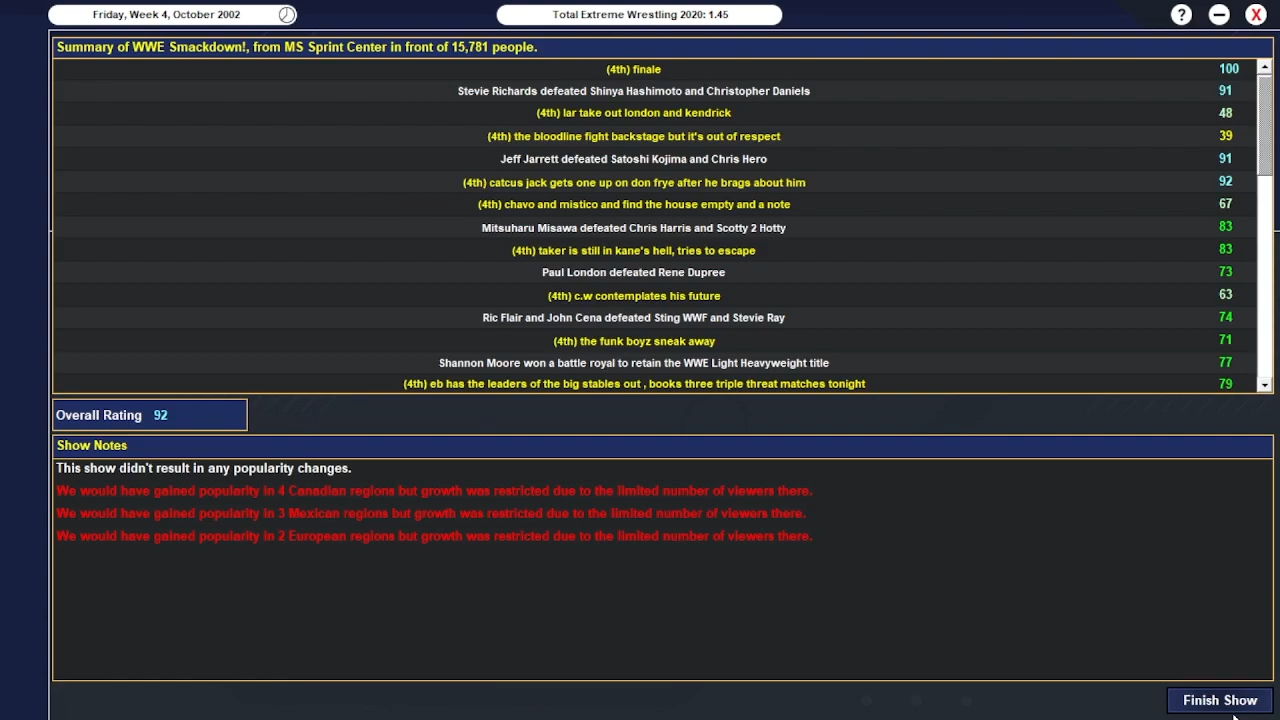 Friday, Week 4, October 2002
Total Extreme Wrestling 2020: 1.45
? X
Summary of WWE Smackdown!, from MS Sprint Center in front of 15,781 people.
(4th) finale 100
Stevie Richards defeated Shinya Hashimoto and Christopher Daniels 91
(4th) lar take out london and kendrick 48
(4th) the bloodline fight backstage but it's out of respect 39
Jeff Jarrett defeated Satoshi Kojima and Chris Hero 91
(4th) catcus jack gets one up on don frye after he brags about him 92
(4th) chavo and mistico and find the house empty and a note 67
Mitsuharu Misawa defeated Chris Harris and Scotty 2 Hotty 83
(4th) taker is still in kane's hell, tries to escape 83
Paul London defeated Rene Dupree 73
(4th) c.w contemplates his future 63
Ric Flair and John Cena defeated Sting WWF and Stevie Ray 74
(4th) the funk boyz sneak away 71
Shannon Moore won a battle royal to retain the WWE Light Heavyweight title 77
(4th) eb has the leaders of the big stables out , books three triple threat matches tonight 79
Overall Rating 92
Show Notes
This show didn't result in any popularity changes.
We would have gained popularity in 4 Canadian regions but growth was restricted due to the limited number of viewers there.
We would have gained popularity in 3 Mexican regions but growth was restricted due to the limited number of viewers there.
We would have gained popularity in 2 European regions but growth was restricted due to the limited number of viewers there.
Finish Show